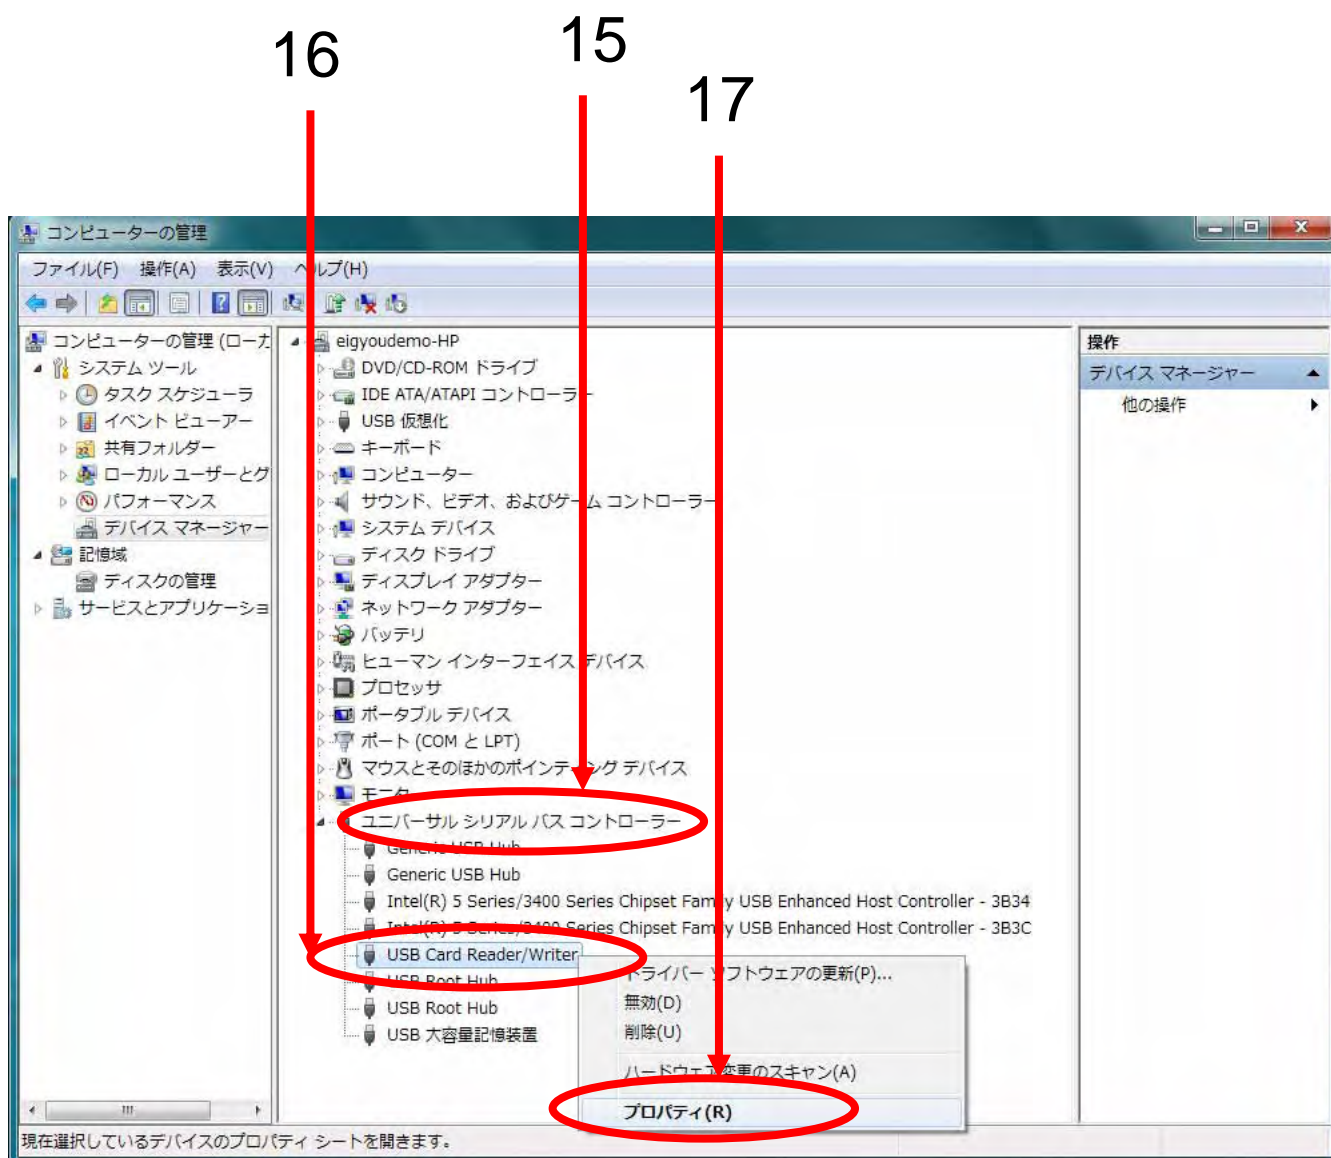 16
15
17
コンピューターの管理
ファイル(F) 操作(A) 表示(V) ヘルプ(H)
コンピューターの管理 (ローカ
システム ツール
タスク スケジューラ
イベント ビューアー
共有フォルダー
ローカル ユーザーとグ
パフォーマンス
デバイス マネージャー
記憶域
ディスクの管理
サービスとアプリケーショ
eigyoudemo-HP
DVD/CD-ROM ドライブ
IDE ATA/ATAPI コントローラー
USB 仮想化
キーボード
コンピューター
サウンド、ビデオ、およびゲーム コントローラー
システム デバイス
ディスク ドライブ
ディスプレイ アダプター
ネットワーク アダプター
バッテリ
ヒューマン インターフェイス デバイス
プロセッサ
ポータブル デバイス
ポート (COM と LPT)
マウスとそのほかのポインティング デバイス
モニター
ユニバーサル シリアル バス コントローラー
Generic USB Hub
Generic USB Hub
Intel(R) 5 Series/3400 Series Chipset Family USB Enhanced Host Controller - 3B34
Intel(R) 5 Series/3400 Series Chipset Family USB Enhanced Host Controller - 3B3C
USB Card Reader/Writer
USB Root Hub
USB Root Hub
USB 大容量記憶装置
ドライバー ソフトウェアの更新(P)...
無効(D)
削除(U)
ハードウェア変更のスキャン(A)
プロパティ(R)
操作
デバイス マネージャー
他の操作
現在選択しているデバイスのプロパティ シートを開きます。